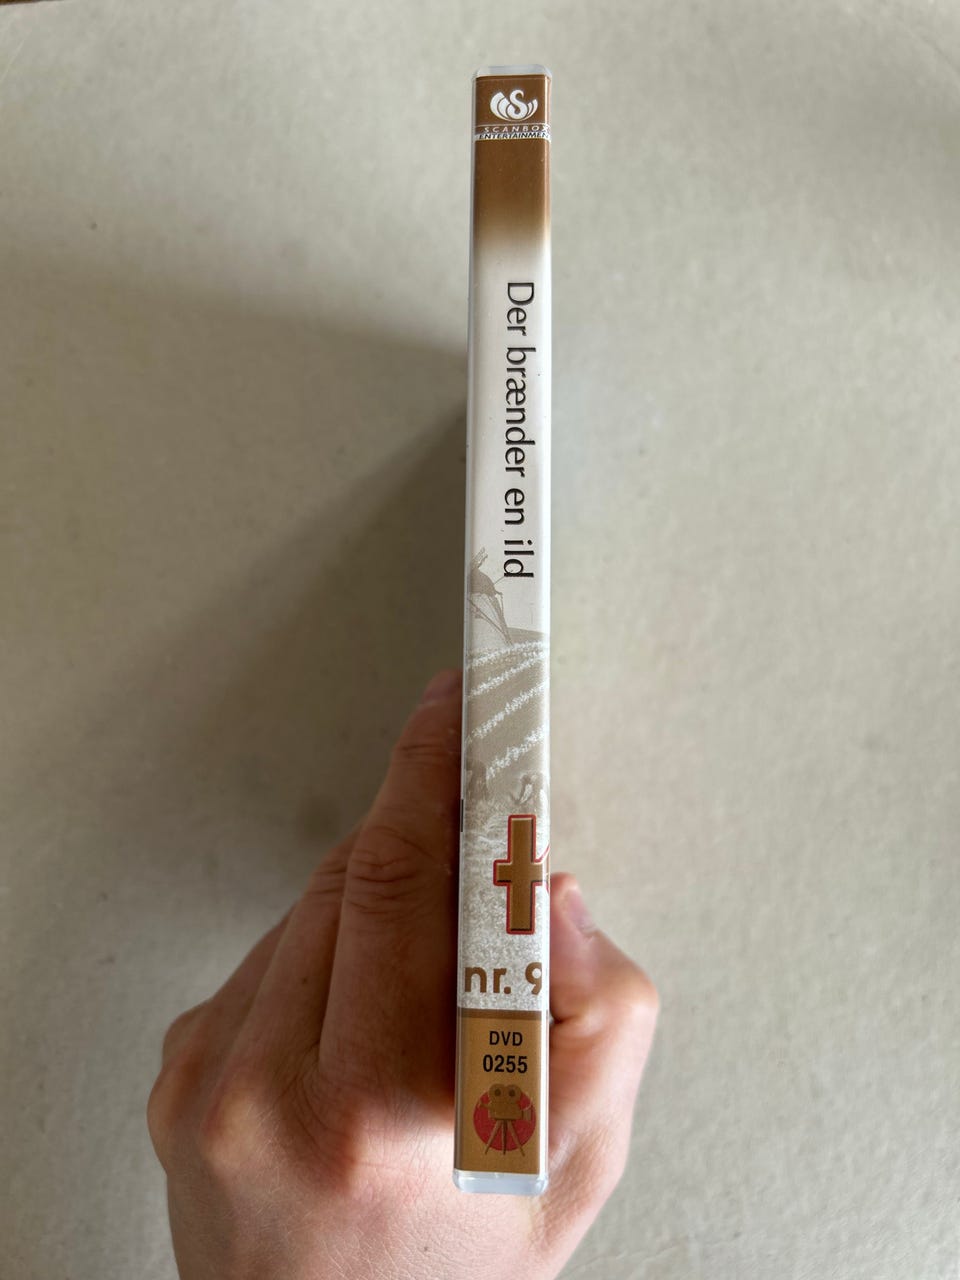 SCANBOX
ENTERTAINMENT
Der brænder en ild
nr. 9
DVD
0255